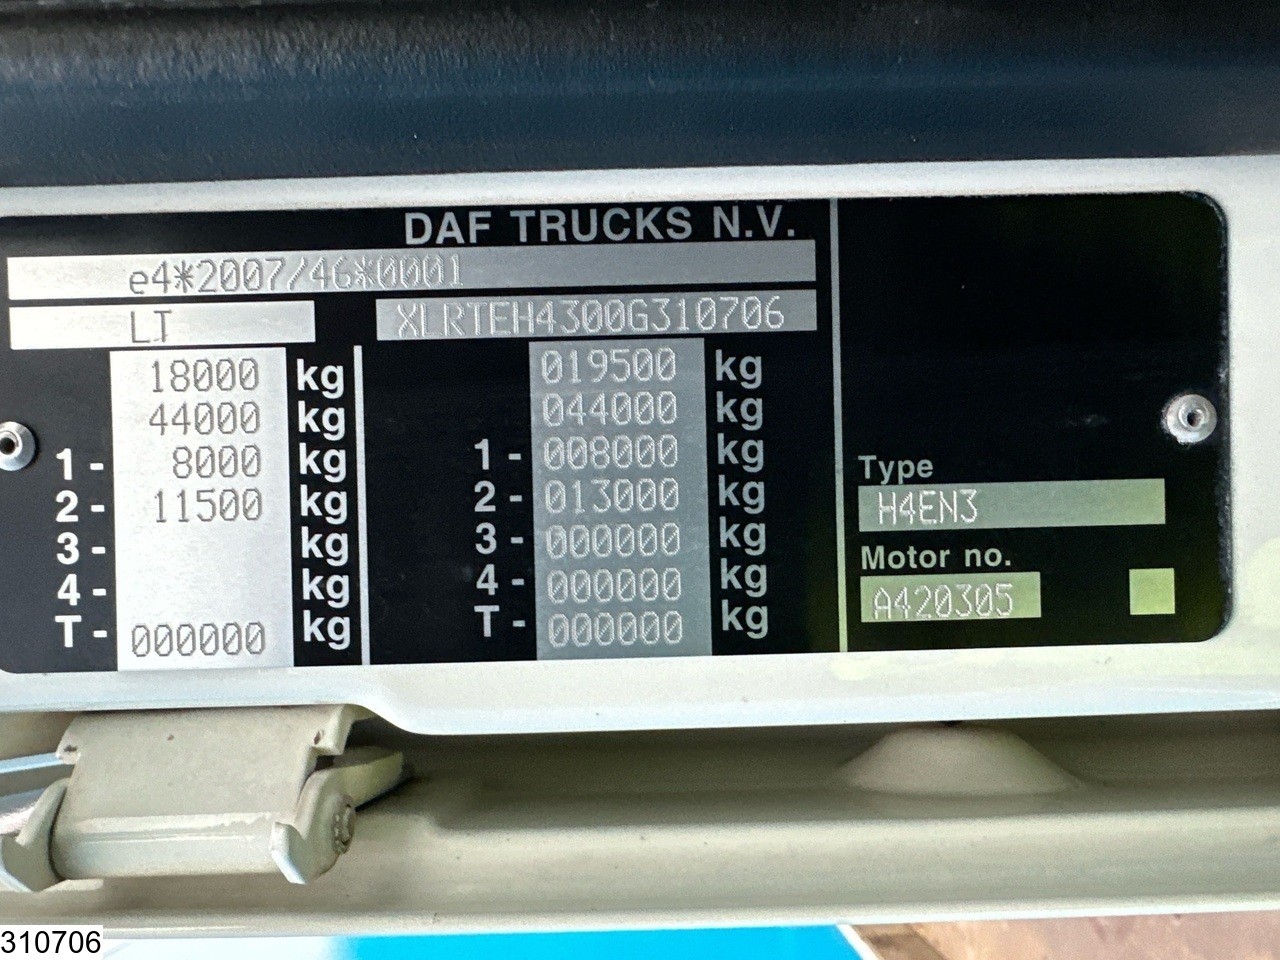 DAF TRUCKS N.V.
e4*2007/46*0001
LT XLRTEH4300G310706
18000 kg 019500 kg
44000 kg 044000 kg
1 - 8000 kg 1 - 008000 kg
2 - 11500 kg 2 - 013000 kg
3 - kg 3 - 000000 kg
4 - kg 4 - 000000 kg
T - 000000 kg T - 000000 kg
Type
H4EN3
Motor no.
A420305
310706